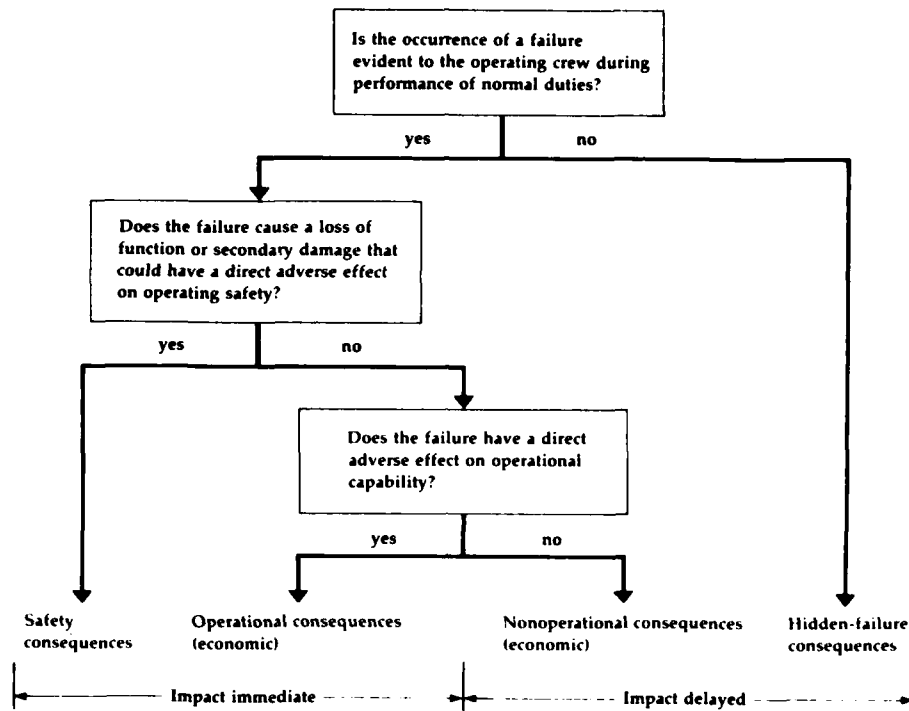 Is the occurrence of a failure
evident to the operating crew during
performance of normal duties?
yes
no
Does the failure cause a loss of
function or secondary damage that
could have a direct adverse effect
on operating safety?
yes
no
Does the failure have a direct
adverse effect on operational
capability?
yes
no
Safety
consequences
Operational consequences
(economic)
Nonoperational consequences
(economic)
Hidden-failure
consequences
Impact immediate
Impact delayed